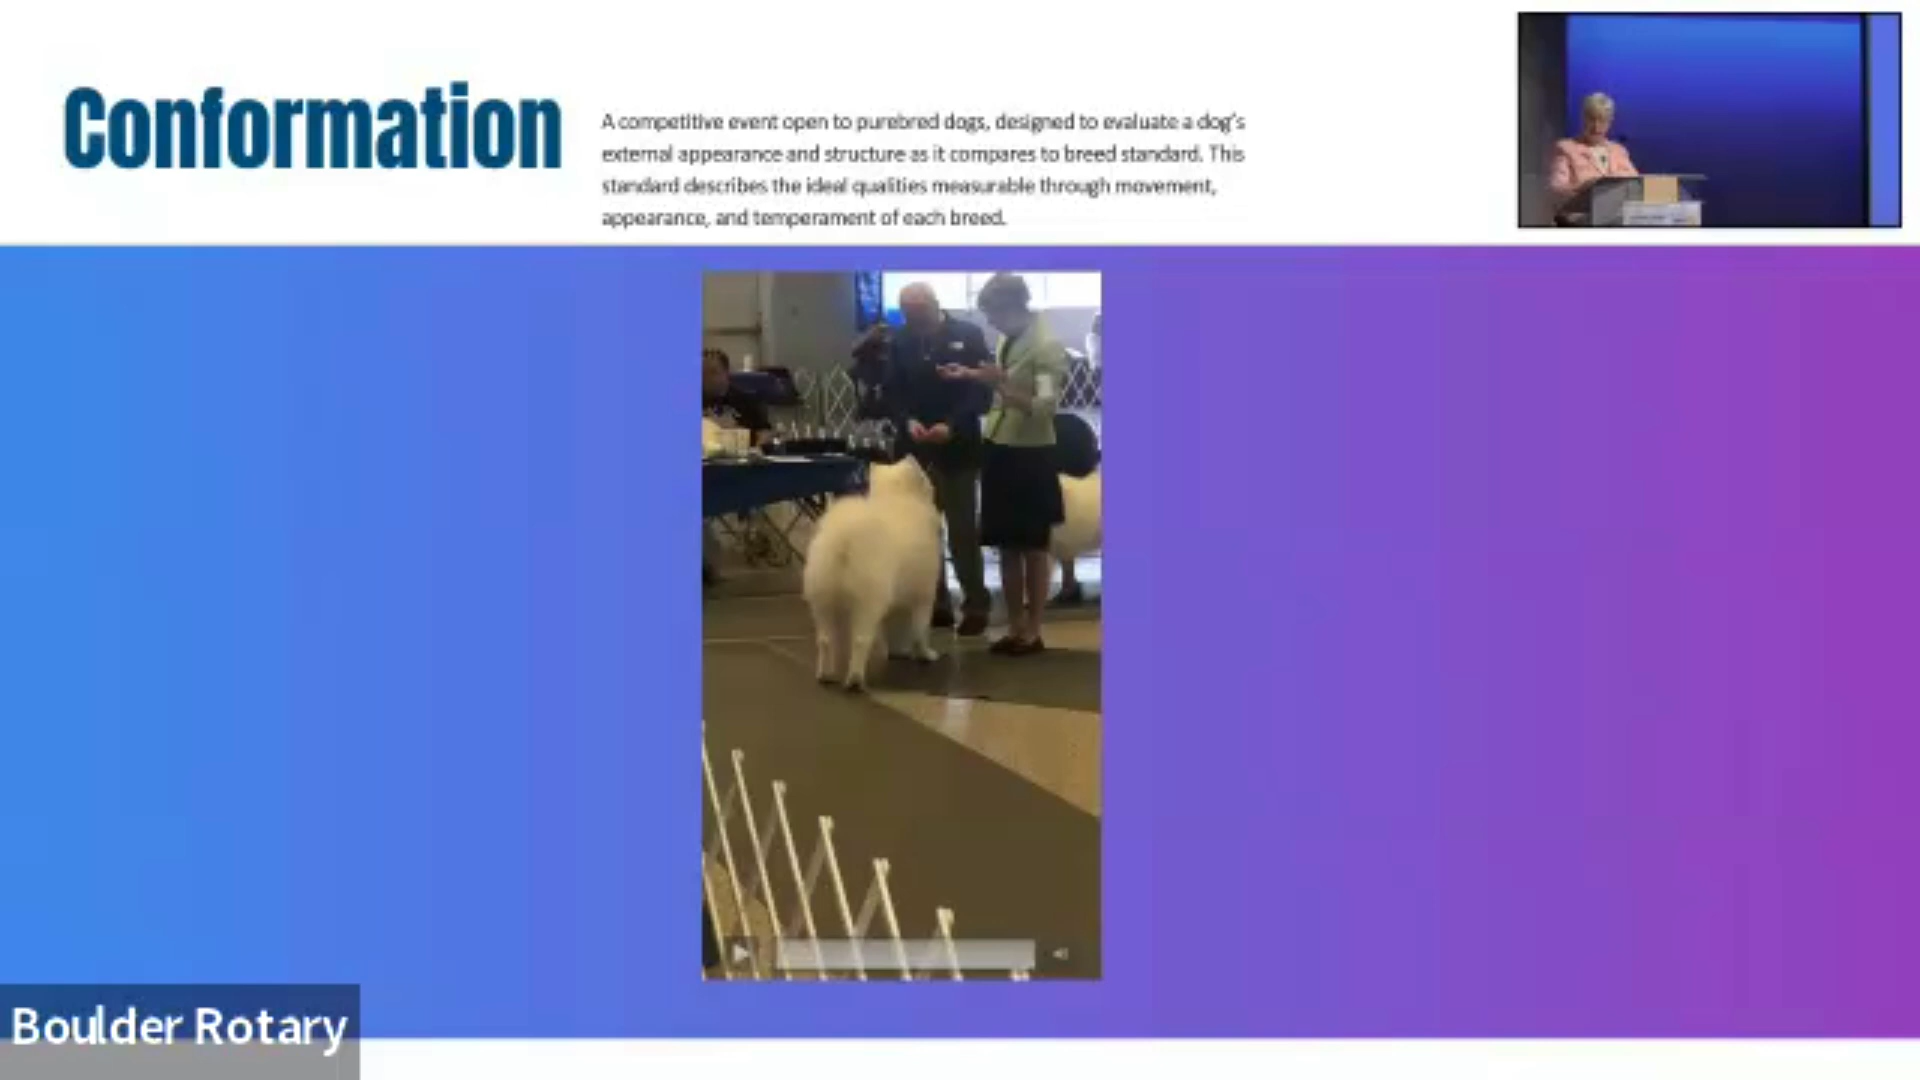 Conformation
A competitive event open to purebred dogs, designed to evaluate a dog's
external appearance and structure as it compares to breed standard. This
standard describes the ideal qualities measurable through movement,
appearance, and temperament of each breed.
Boulder Rotary